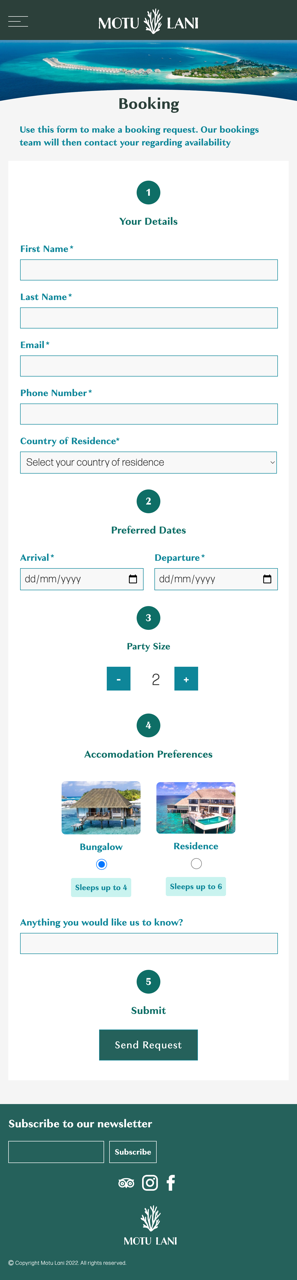 MOTU LANI
Booking
Use this form to make a booking request. Our bookings
team will then contact your regarding availability
1
Your Details
First Name*
Last Name*
Email*
Phone Number*
Country of Residence*
Select your country of residence
2
Preferred Dates
Arrival* Departure*
dd/mm/yyyy dd/mm/yyyy
3
Party Size
- 2 +
4
Accomodation Preferences
Bungalow Residence
Sleeps up to 4 Sleeps up to 6
Anything you would like us to know?
5
Submit
Send Request
Subscribe to our newsletter
Subscribe
MOTU LANI
© Copyright Motu Lani 2022. All rights reserved.